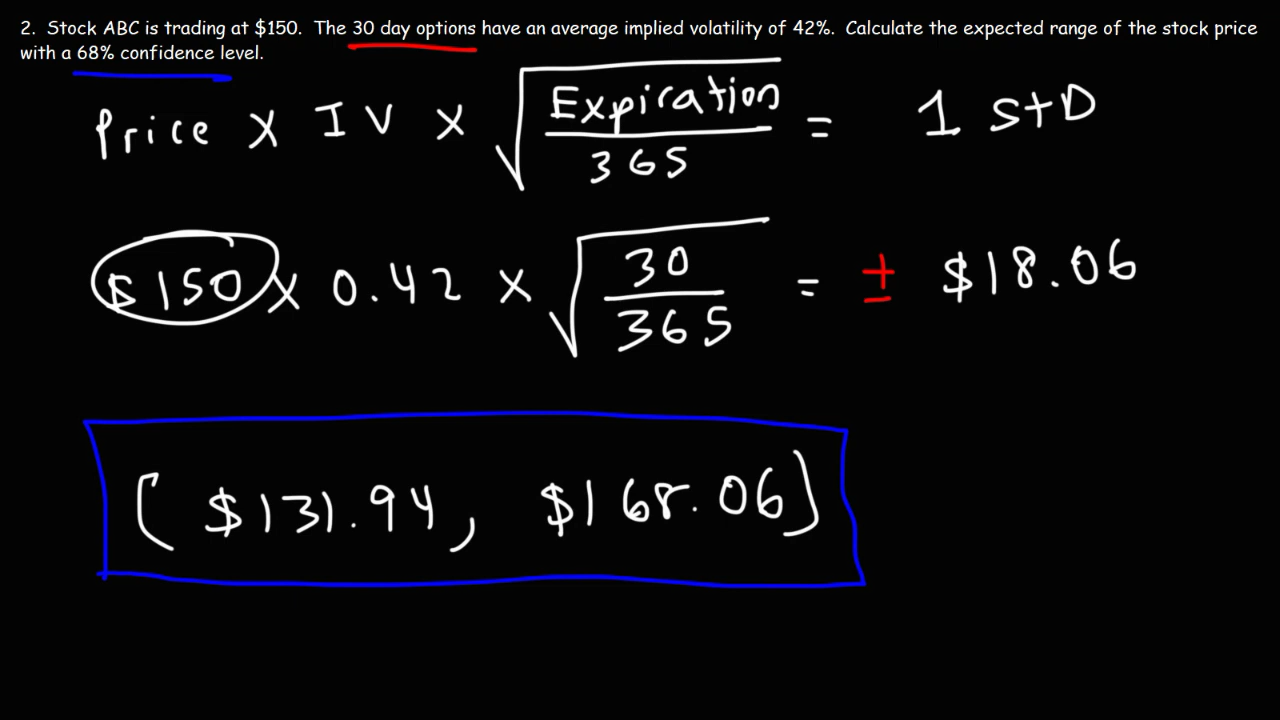 2. Stock ABC is trading at $150. The 30 day options have an average implied volatility of 42%. Calculate the expected range of the stock price
with a 68% confidence level.
Price x IV x √(Expiration/365) = 1 StD
$150 x 0.42 x √(30/365) = ± $18.06
[$131.94, $168.06]